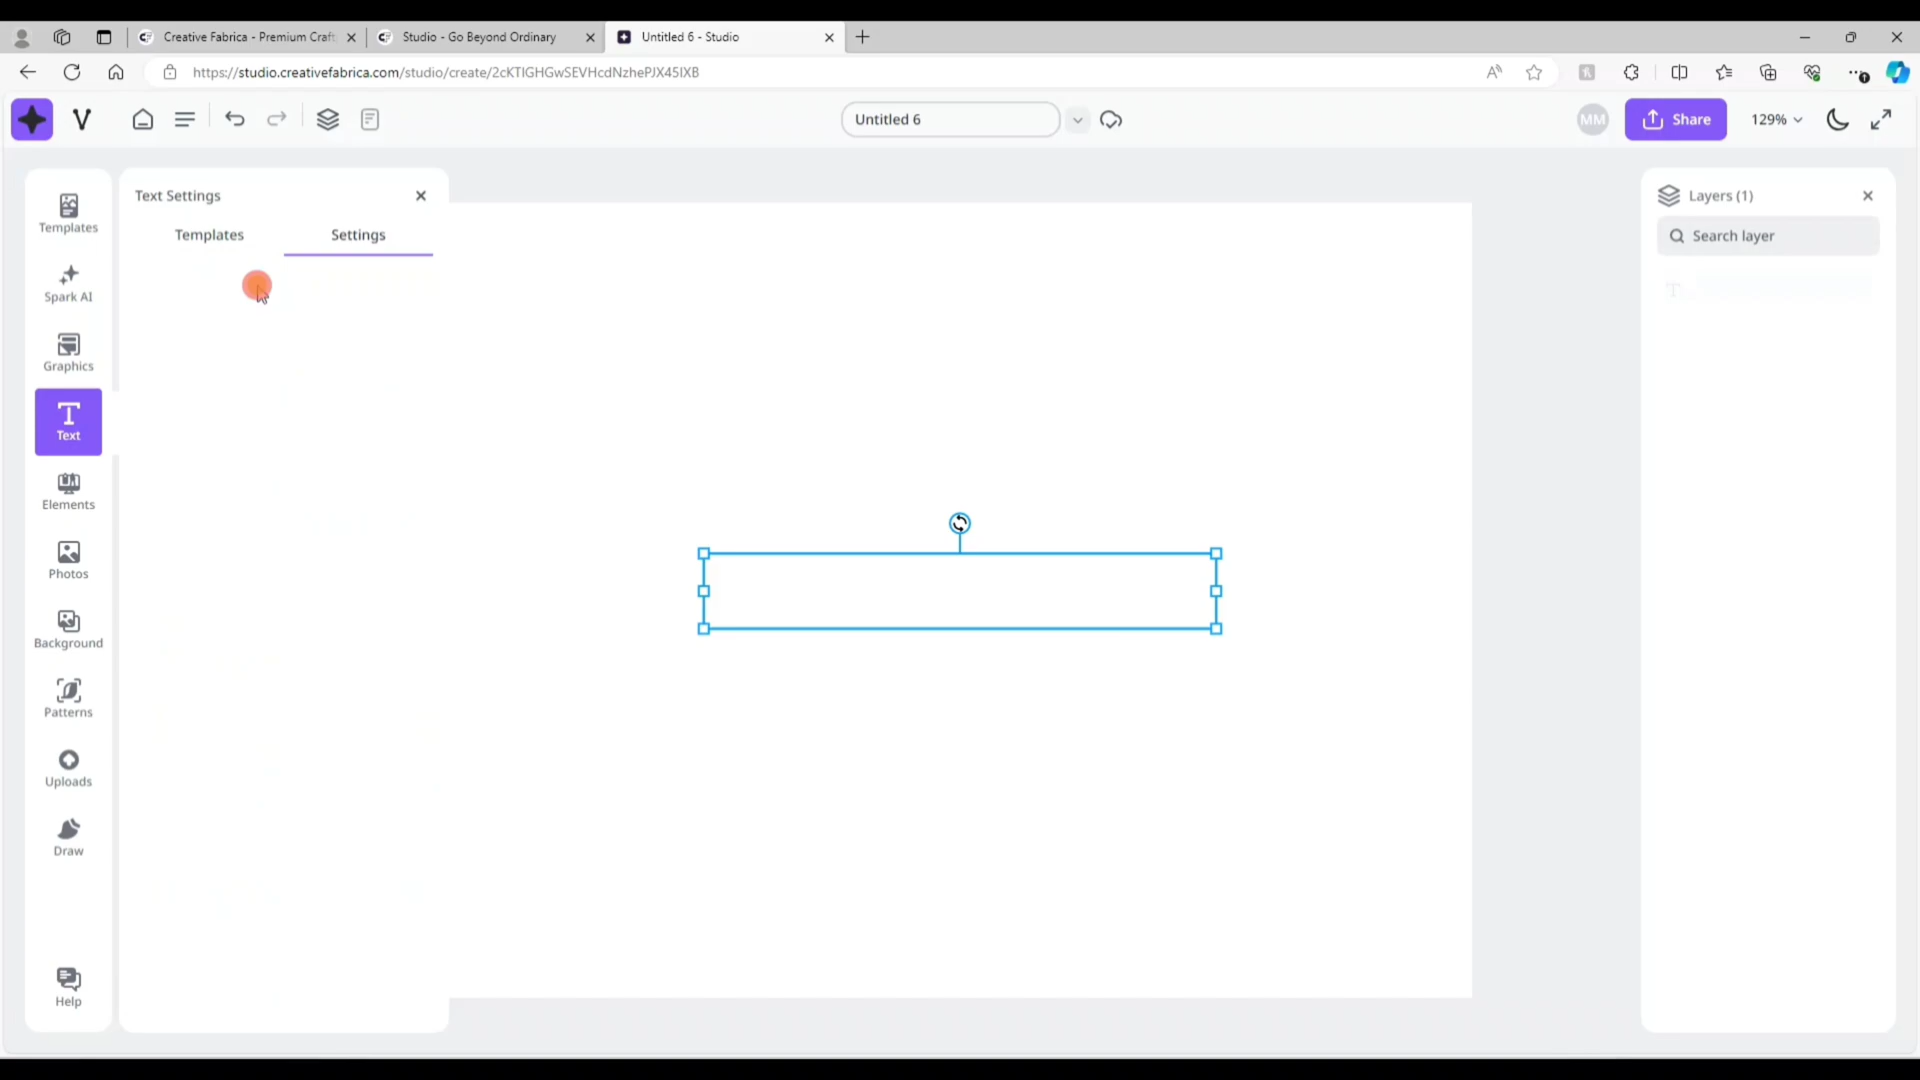 Creative Fabrica - Premium Craft
Studio - Go Beyond Ordinary
Untitled 6 - Studio
https://studio.creativefabrica.com/studio/create/2cKTIGHGwSEVHcdNzhePJX45IXB
Untitled 6
MM
Share
129%
Templates
Spark AI
Graphics
Text
Elements
Photos
Background
Patterns
Uploads
Draw
Help
Text Settings
Templates
Settings
Layers (1)
Search layer